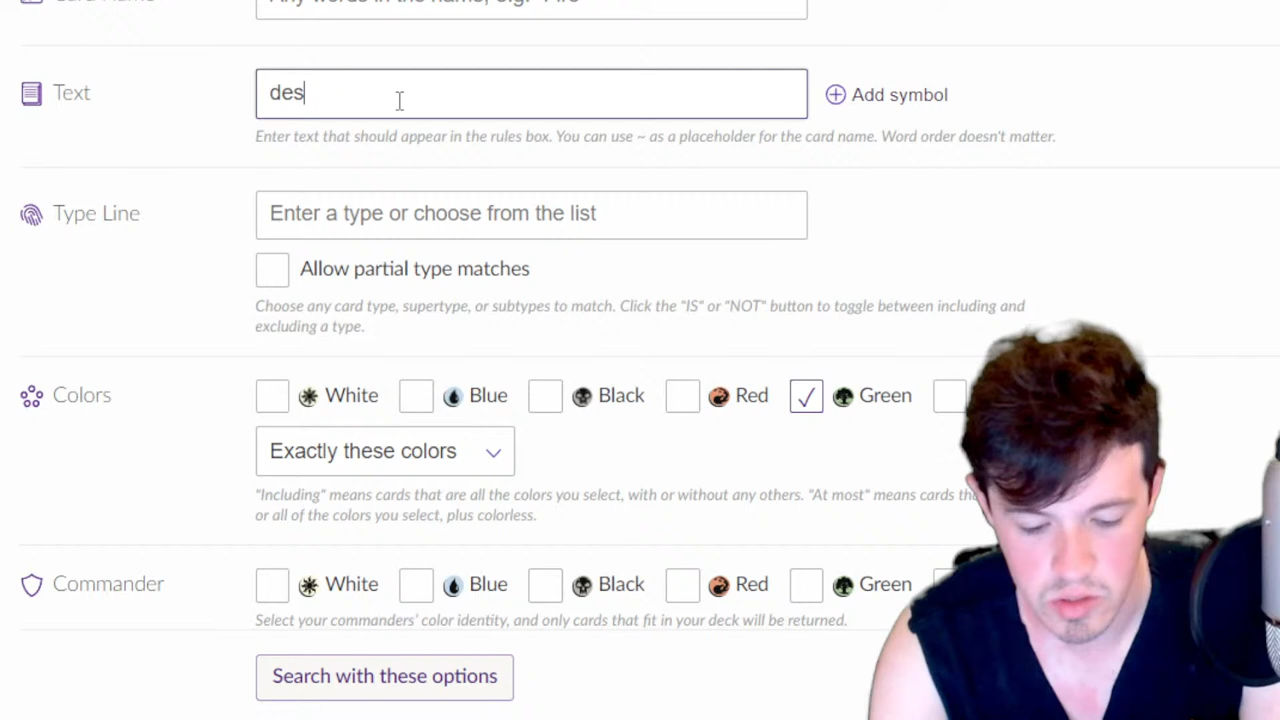 Text
des
Add symbol
Enter text that should appear in the rules box. You can use ~ as a placeholder for the card name. Word order doesn't matter.
Type Line
Enter a type or choose from the list
Allow partial type matches
Choose any card type, supertype, or subtypes to match. Click the "IS" or "NOT" button to toggle between including and
excluding a type.
Colors
White Blue Black Red Green
Exactly these colors
"Including" means cards that are all the colors you select, with or without any others. "At most" means cards
or all of the colors you select, plus colorless.
Commander
White Blue Black Red Green
Select your commanders' color identity, and only cards that fit in your deck will be returned.
Search with these options